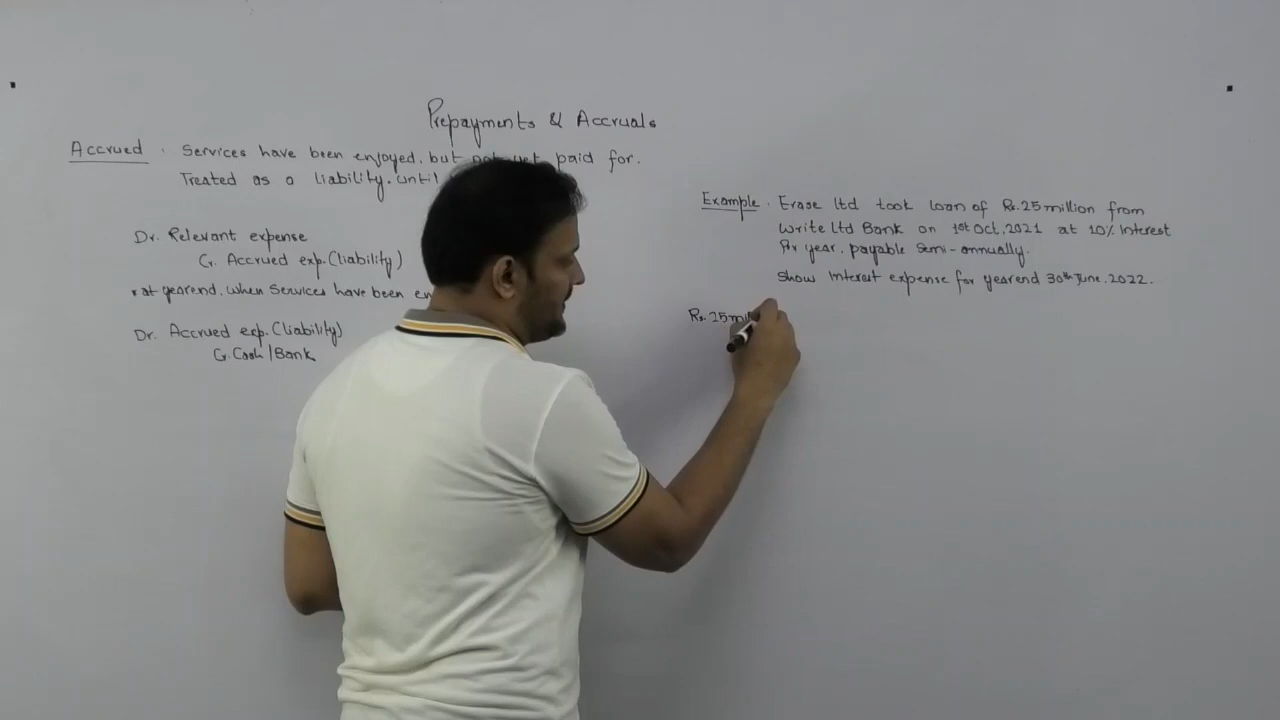 Prepayments & Accruals
Accrued . Services have been enjoyed, but not yet paid for.
Treated as a liability. until
Dr. Relevant expense
Cr. Accrued exp. (liability)
* at yearend, when services have been
Dr. Accrued exp. (liability)
Cr. Cash / Bank
Example . Erase ltd took loan of Rs. 25 million from
Write Ltd Bank on 1st Oct, 2021 at 10% interest
Per year, payable semi-annually.
Show interest expense for yearend 30th June, 2022.
Rs. 25